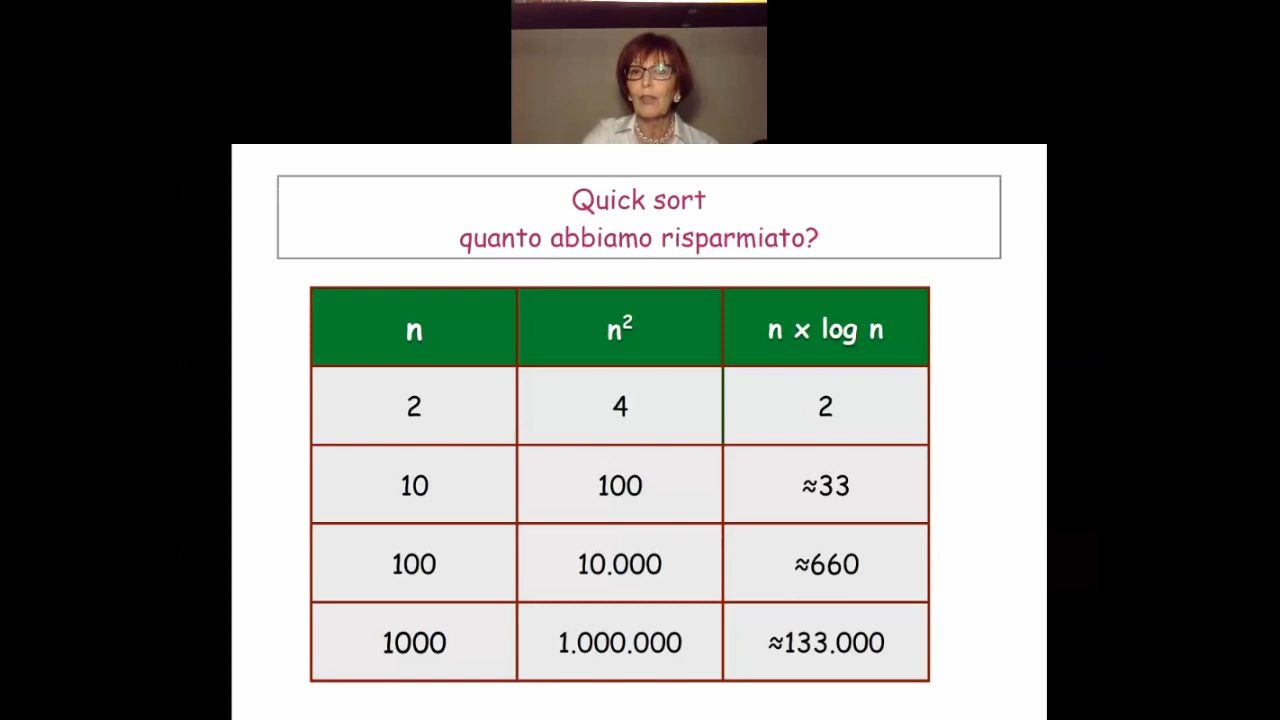 Quick sort
quanto abbiamo risparmiato?
n n² n x log n
2 4 2
10 100 ≈33
100 10.000 ≈660
1000 1.000.000 ≈133.000